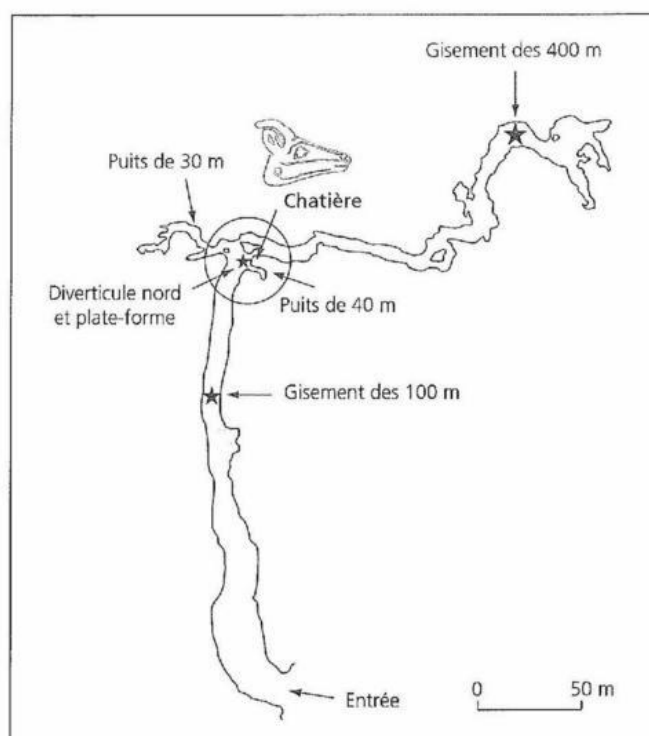 Gisement des 400 m
Puits de 30 m
Chatière
Diverticule nord
et plate-forme
Puits de 40 m
Gisement des 100 m
Entrée
0
50 m